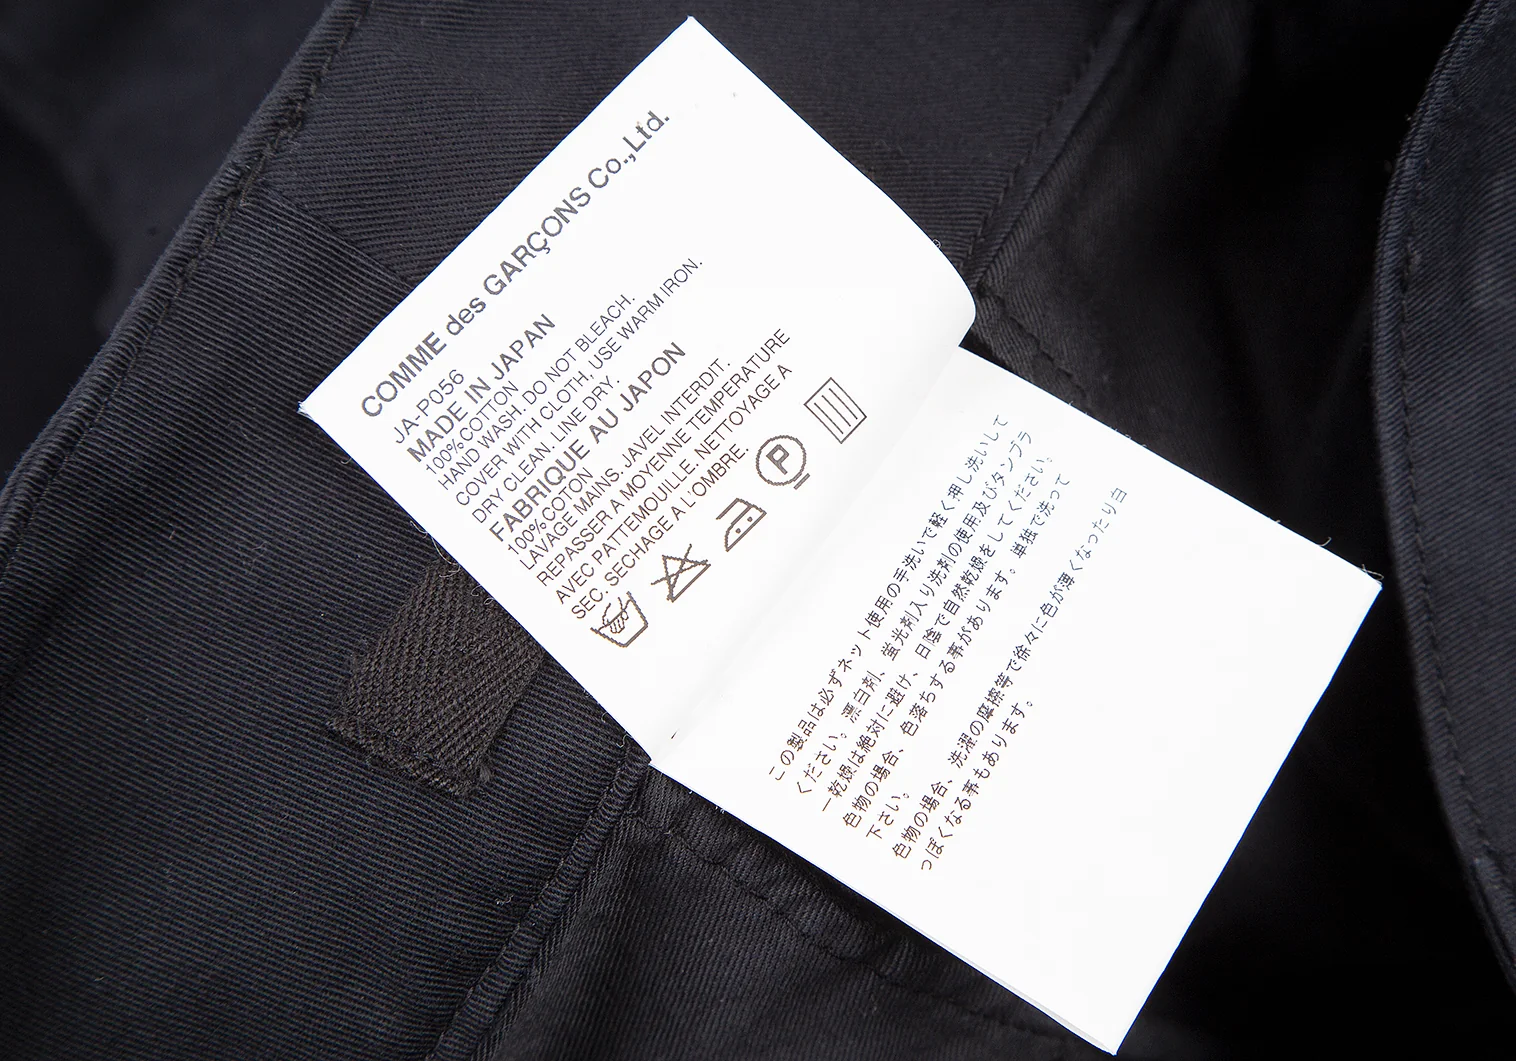 COMME des GARÇONS Co.,Ltd.
JA-P056
MADE IN JAPAN
100%COTTON
HAND WASH. DO NOT BLEACH.
COVER WITH CLOTH, USE WARM IRON.
DRY CLEAN. LINE DRY.
FABRIQUE AU JAPON
100%COTON
LAVAGE MAINS. JAVEL INTERDIT.
REPASSER A MOYENNE TEMPERATURE
AVEC PATTEMOUILLE. NETTOYAGE A
SEC. SECHAGE A L'OMBRE.
P
この製品は必ずネット使用の手洗いで軽く押し洗いして
ください。漂白剤、蛍光剤入り洗剤の使用及びタンブラ
ー乾燥は絶対に避け、日陰で自然乾燥をしてください。
色物の場合、色落ちする事があります。単独で洗って
下さい。
色物の場合、洗濯の摩擦等で徐々に色が薄くなったり白
っぽくなる事もあります。